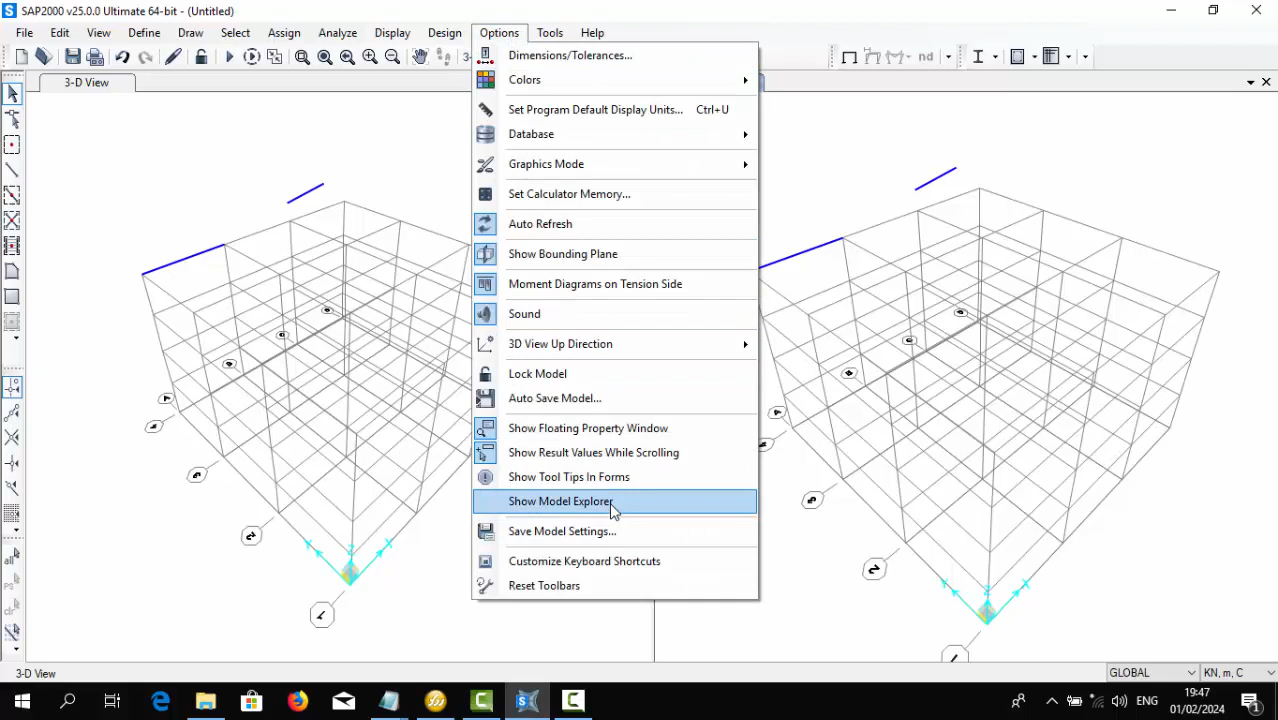 SAP2000 v25.0.0 Ultimate 64-bit - (Untitled)
File Edit View Define Draw Select Assign Analyze Display Design Options Tools Help
nd
3-D View
Dimensions/Tolerances...
Colors
Set Program Default Display Units... Ctrl+U
Database
Graphics Mode
Set Calculator Memory...
Auto Refresh
Show Bounding Plane
Moment Diagrams on Tension Side
Sound
3D View Up Direction
Lock Model
Auto Save Model...
Show Floating Property Window
Show Result Values While Scrolling
Show Tool Tips In Forms
Show Model Explorer
Save Model Settings...
Customize Keyboard Shortcuts
Reset Toolbars
all
Y Z X
Y Z X
3-D View
GLOBAL
KN, m, C
ENG
19:47
01/02/2024